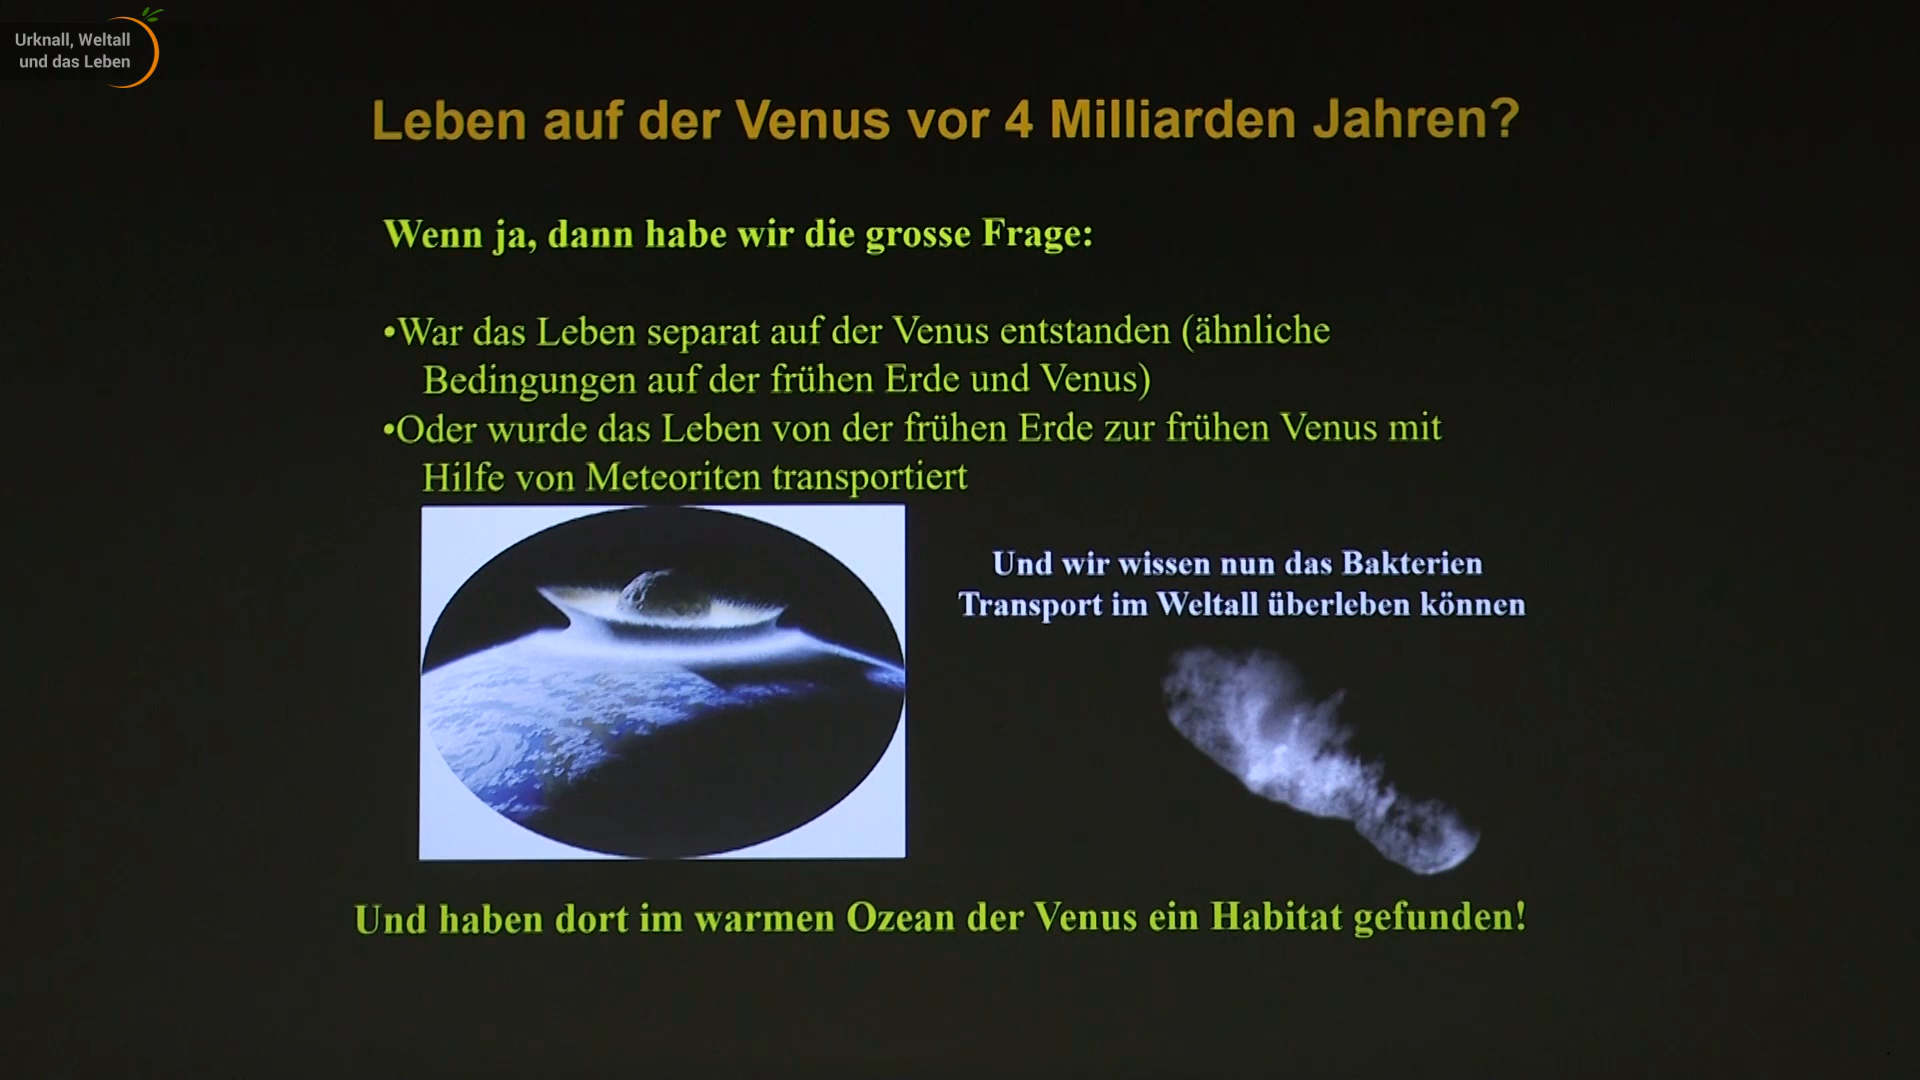 Urknall, Weltall
und das Leben
Leben auf der Venus vor 4 Milliarden Jahren?
Wenn ja, dann habe wir die grosse Frage:
•War das Leben separat auf der Venus entstanden (ähnliche
Bedingungen auf der frühen Erde und Venus)
•Oder wurde das Leben von der frühen Erde zur frühen Venus mit
Hilfe von Meteoriten transportiert
Und wir wissen nun das Bakterien
Transport im Weltall überleben können
Und haben dort im warmen Ozean der Venus ein Habitat gefunden!